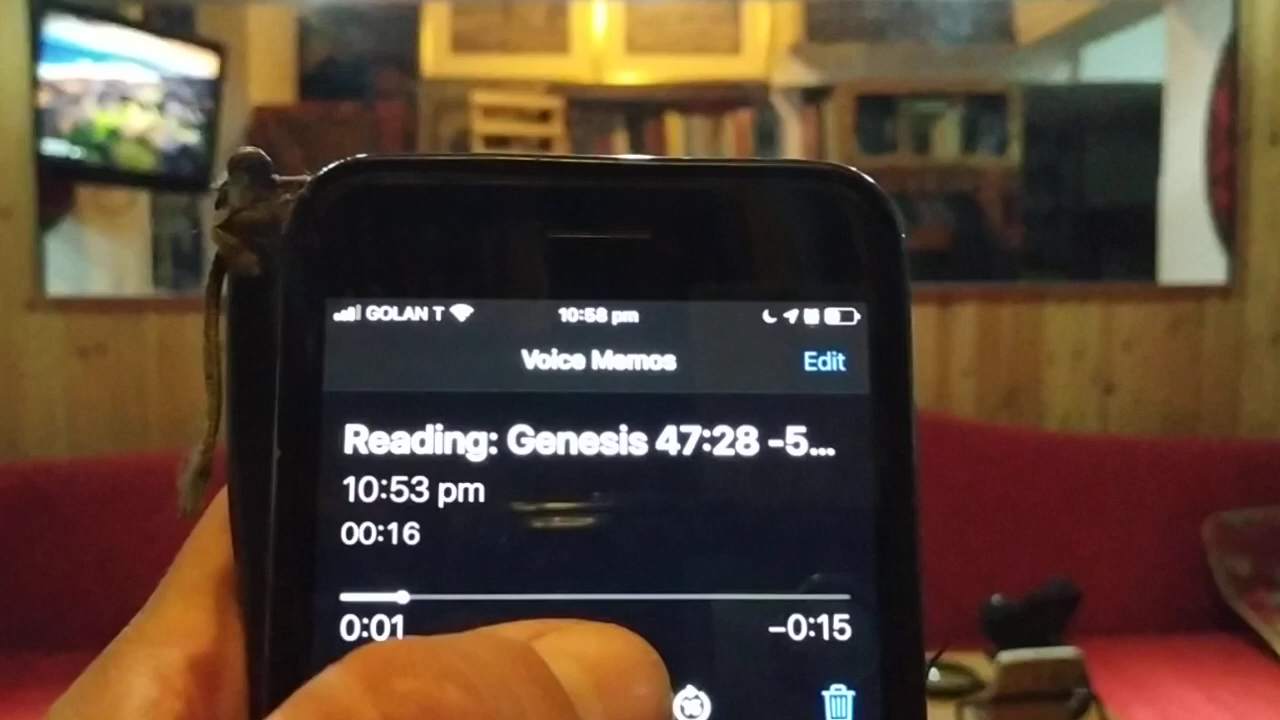 GOLAN T 10:58 pm
Voice Memos Edit
Reading: Genesis 47:28 -5...
10:53 pm
00:16
0:01 -0:15
15